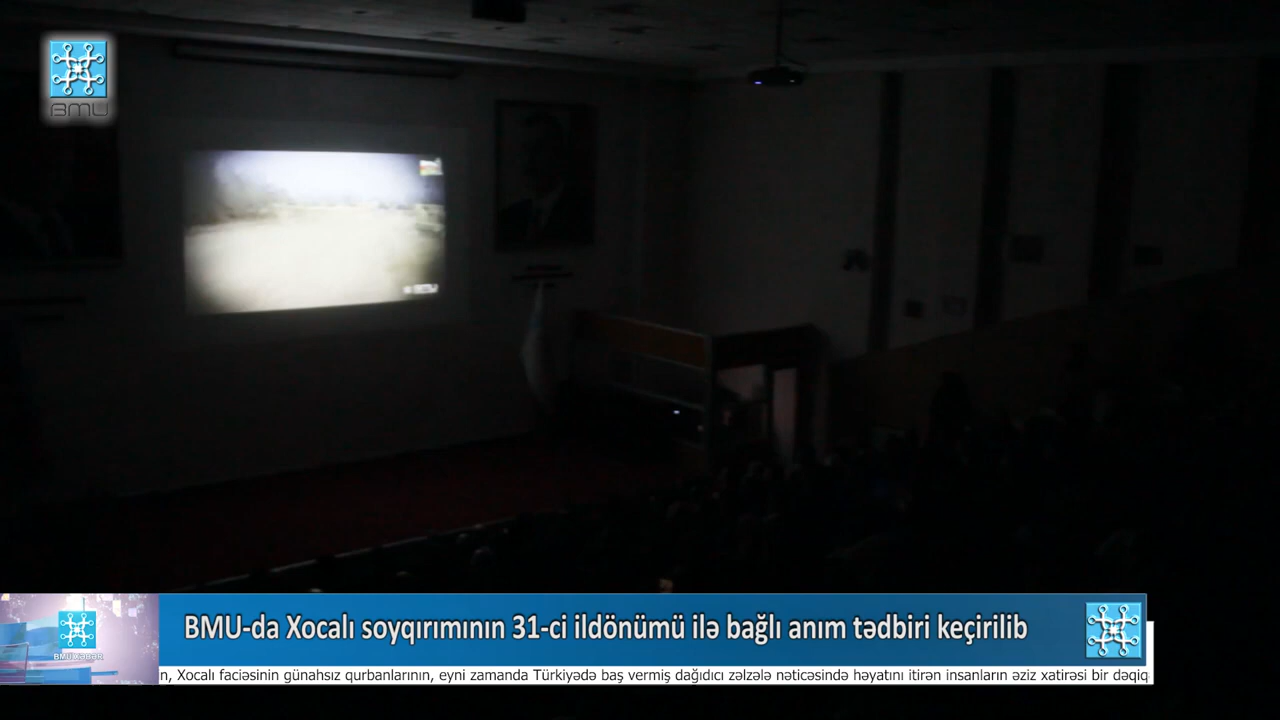 BMU
BMU-da Xocalı soyqırımının 31-ci ildönümü ilə bağlı anım tədbiri keçirilib
BMU XƏBƏR
n, Xocalı faciəsinin günahsız qurbanlarının, eyni zamanda Türkiyədə baş vermiş dağıdıcı zəlzələ nəticəsində həyatını itirən insanların əziz xatirəsi bir dəqiq